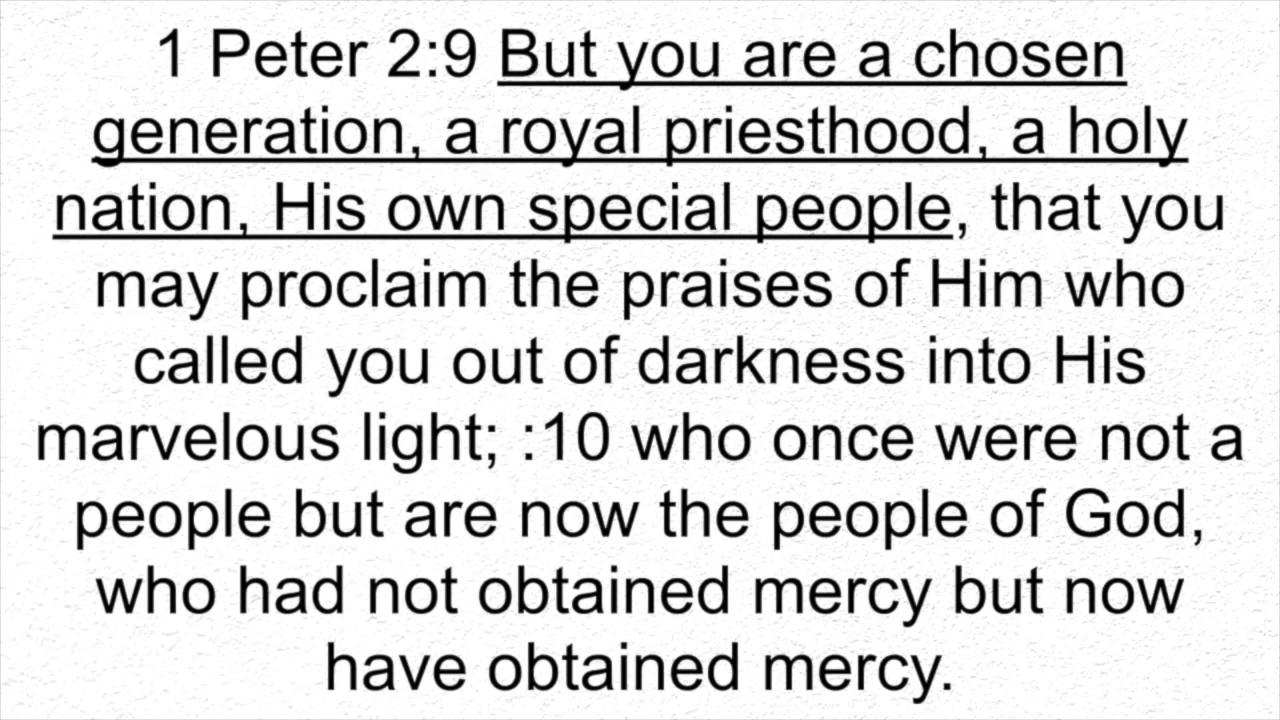 1 Peter 2:9 But you are a chosen
generation, a royal priesthood, a holy
nation, His own special people, that you
may proclaim the praises of Him who
called you out of darkness into His
marvelous light; :10 who once were not a
people but are now the people of God,
who had not obtained mercy but now
have obtained mercy.